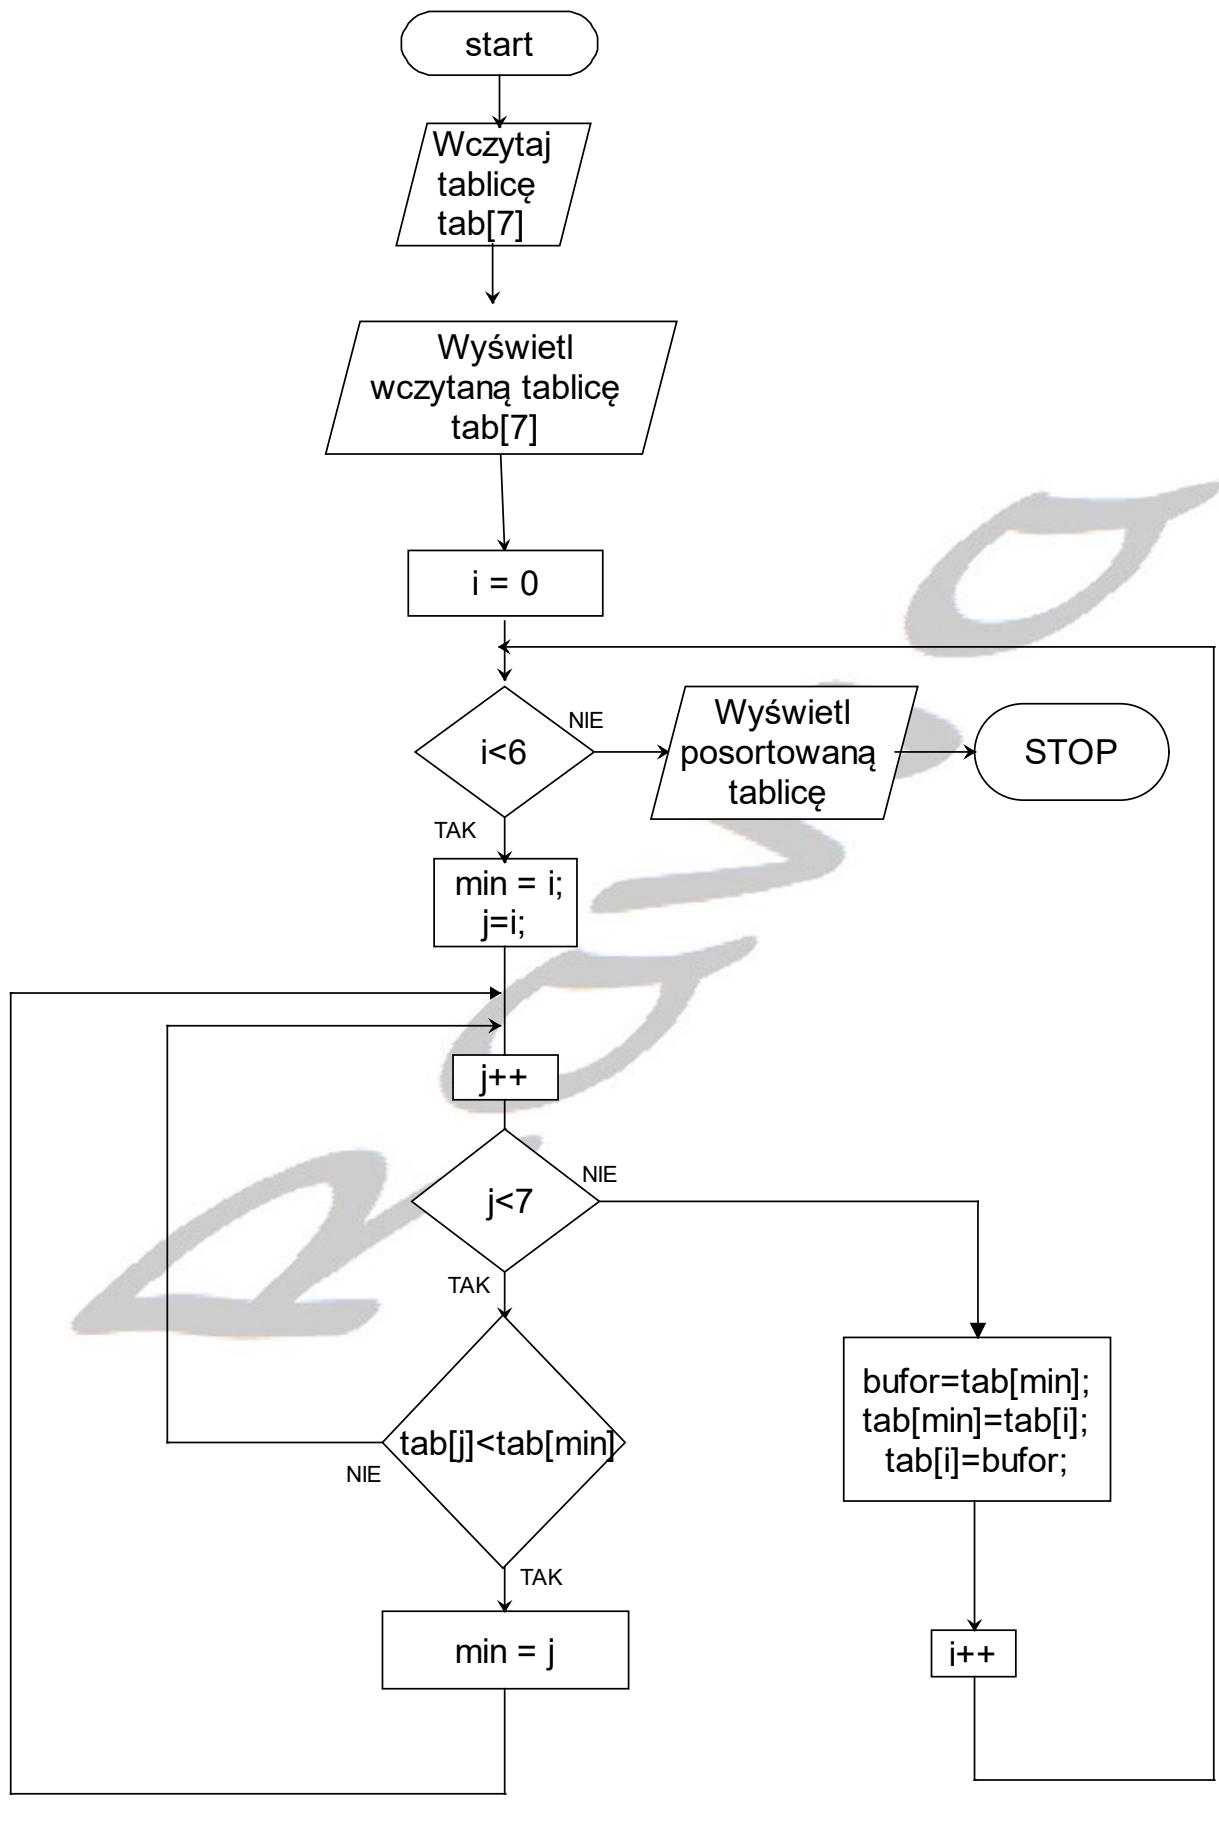 start
Wczytaj
tablicę
tab[7]
Wyświetl
wczytaną tablicę
tab[7]
i = 0
i<6
NIE
Wyświetl
posortowaną
tablicę
STOP
TAK
min = i;
j=i;
j++
j<7
NIE
TAK
tab[j]<tab[min]
NIE
TAK
min = j
bufor=tab[min];
tab[min]=tab[i];
tab[i]=bufor;
i++